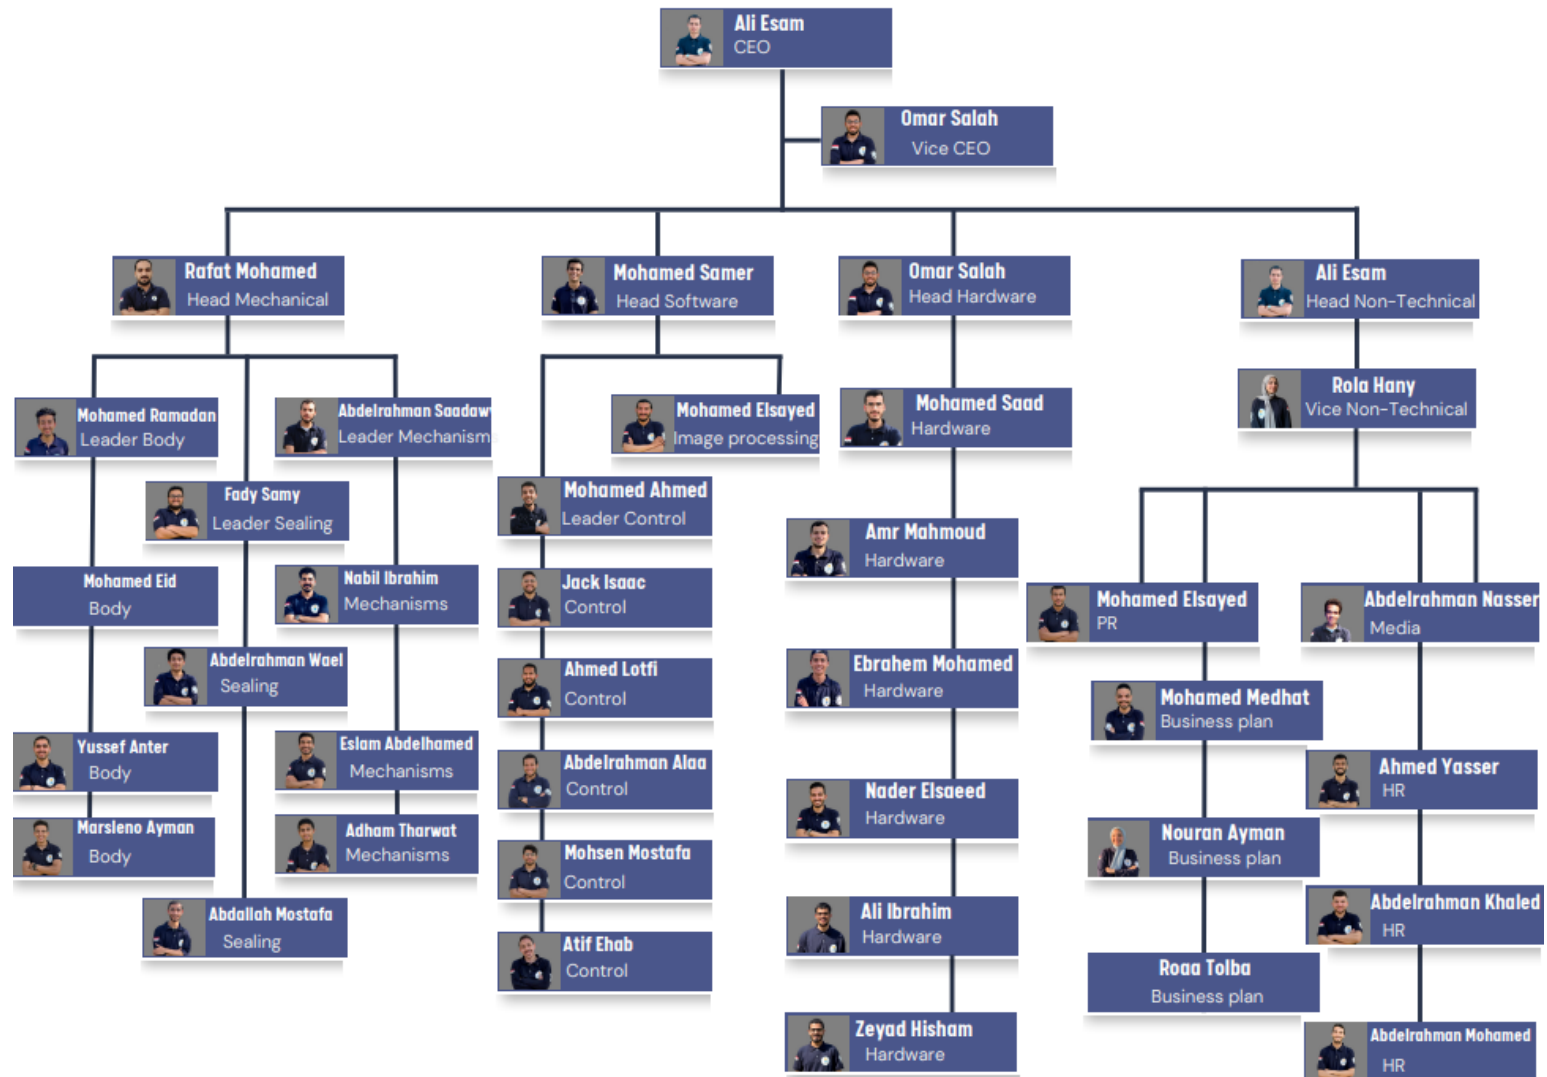 Ali Esam
CEO
Omar Salah
Vice CEO
Rafat Mohamed
Head Mechanical
Mohamed Samer
Head Software
Omar Salah
Head Hardware
Ali Esam
Head Non-Technical
Mohamed Ramadan
Leader Body
Abdelrahman Saadawy
Leader Mechanisms
Fady Samy
Leader Sealing
Mohamed Eid
Body
Nabil Ibrahim
Mechanisms
Abdelrahman Wael
Sealing
Yussef Anter
Body
Eslam Abdelhamed
Mechanisms
Marsleno Ayman
Body
Adham Tharwat
Mechanisms
Abdallah Mostafa
Sealing
Mohamed Elsayed
Image processing
Mohamed Ahmed
Leader Control
Jack Isaac
Control
Ahmed Lotfi
Control
Abdelrahman Alaa
Control
Mohsen Mostafa
Control
Atif Ehab
Control
Mohamed Saad
Hardware
Amr Mahmoud
Hardware
Ebrahem Mohamed
Hardware
Nader Elsaeed
Hardware
Ali Ibrahim
Hardware
Zeyad Hisham
Hardware
Rola Hany
Vice Non-Technical
Mohamed Elsayed
PR
Abdelrahman Nasser
Media
Mohamed Medhat
Business plan
Ahmed Yasser
HR
Nouran Ayman
Business plan
Abdelrahman Khaled
HR
Roaa Tolba
Business plan
Abdelrahman Mohamed
HR